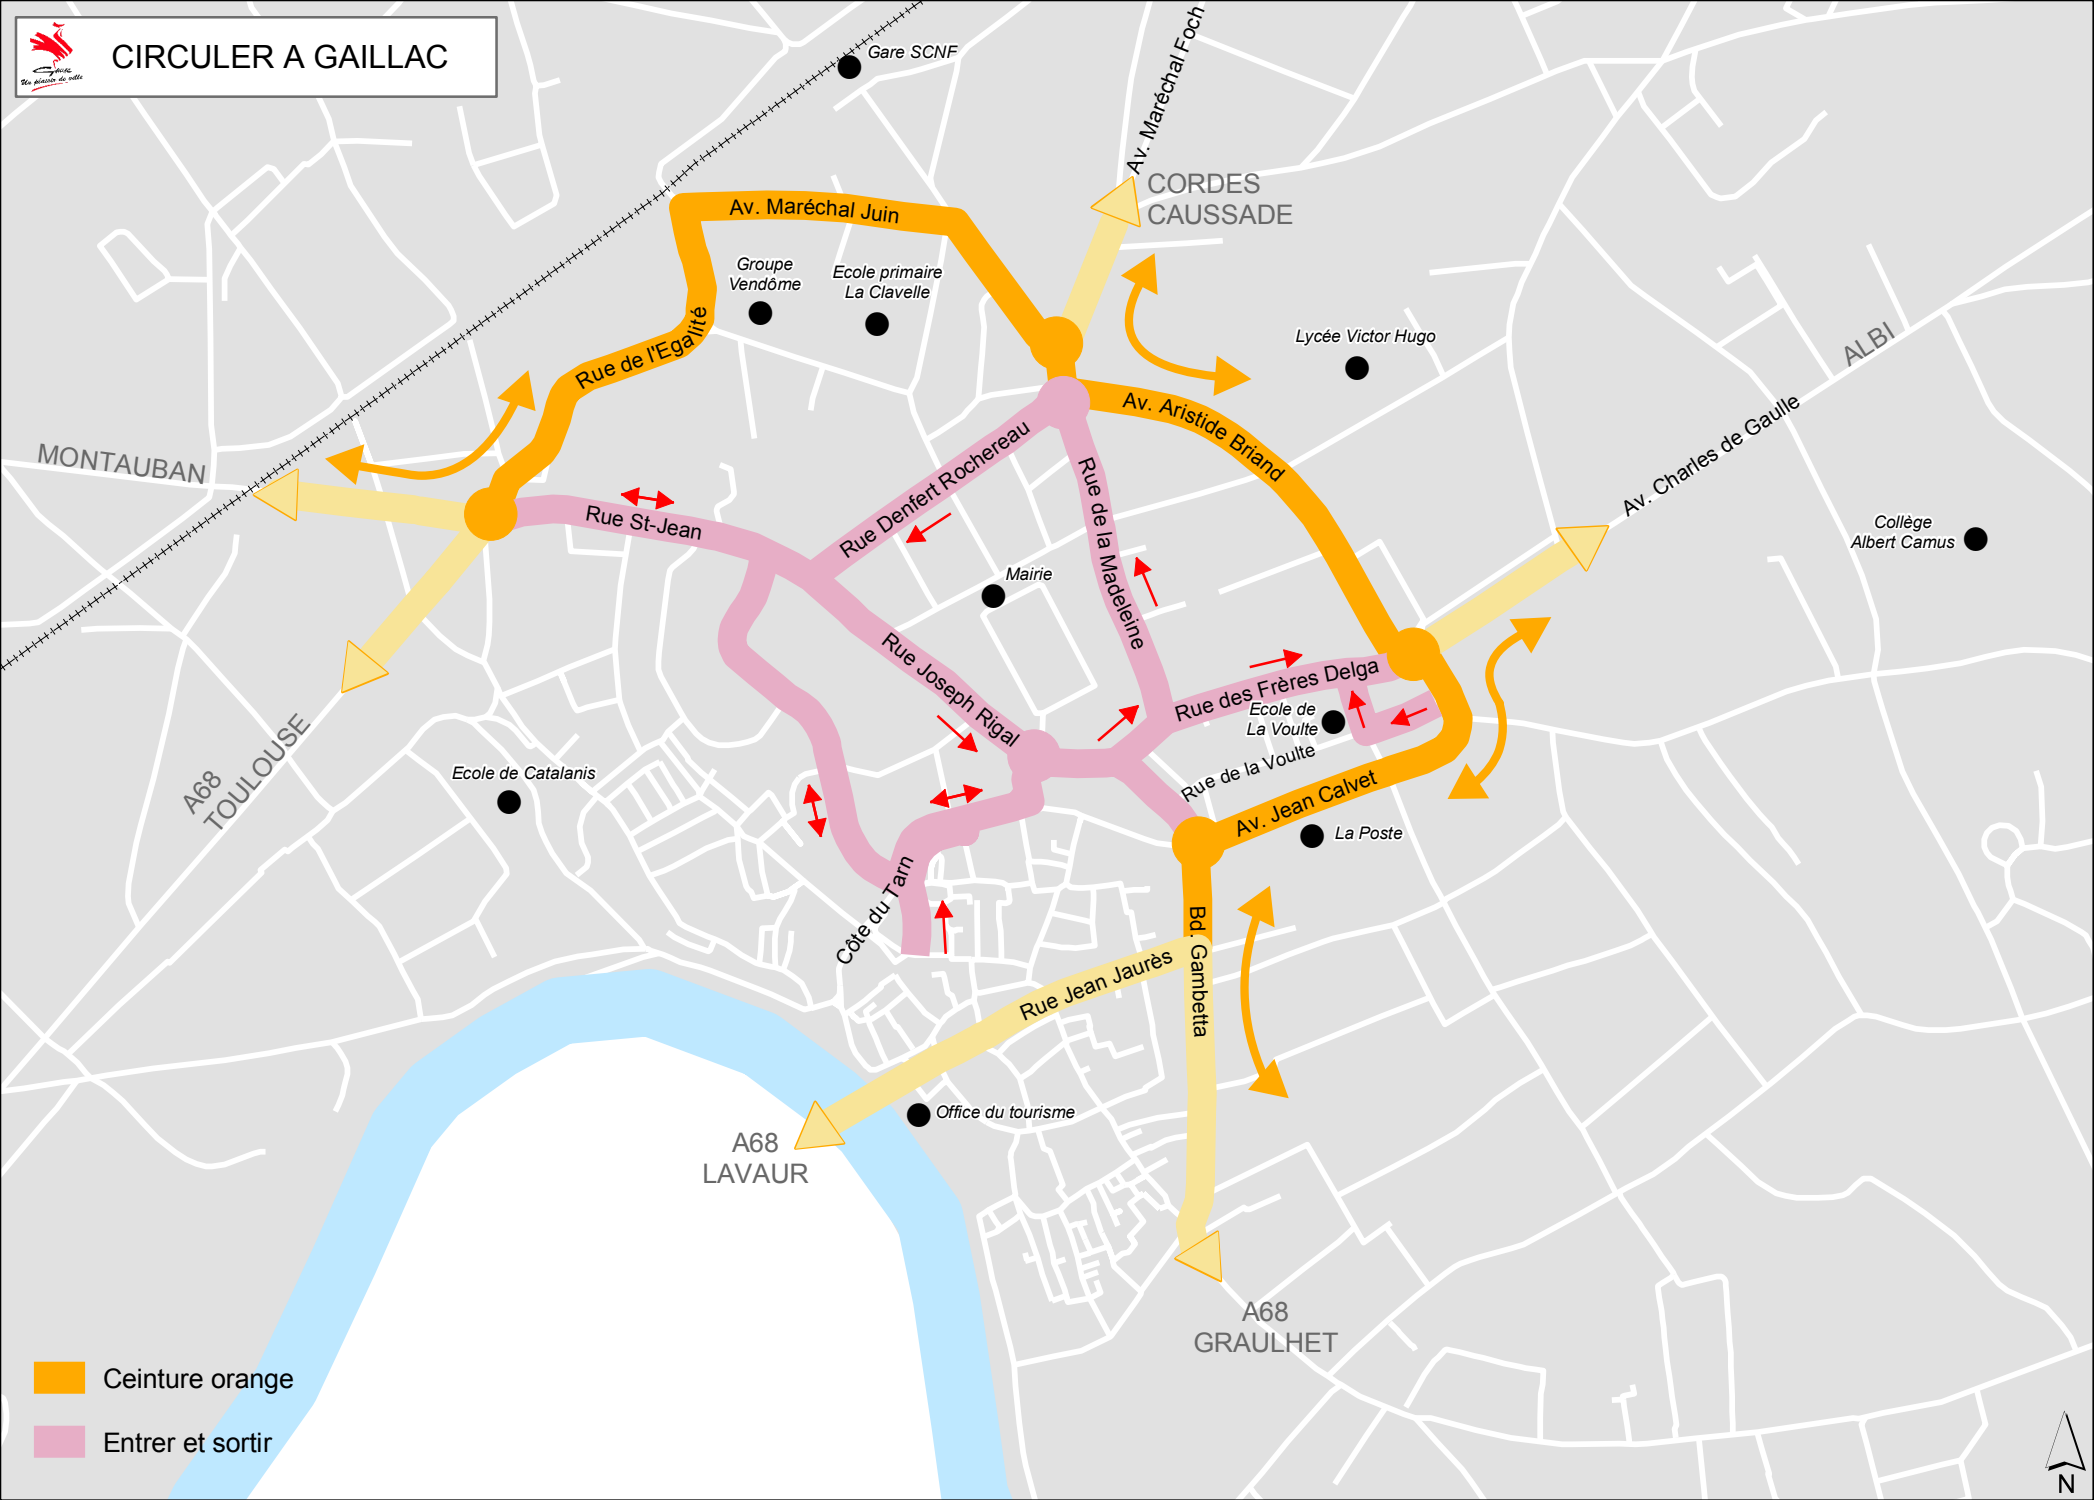 CIRCULER A GAILLAC
Un plaisir de ville
Gare SCNF
Av. Maréchal Foch
CORDES
CAUSSADE
Av. Maréchal Juin
Groupe
Vendôme
Ecole primaire
La Clavelle
Rue de l'Egalité
Lycée Victor Hugo
ALBI
Av. Aristide Briand
Av. Charles de Gaulle
MONTAUBAN
Rue Denfert Rochereau
Rue de la Madeleine
Rue St-Jean
Collège
Albert Camus
Mairie
Rue Joseph Rigal
Rue des Frères Delga
Ecole de
La Voulte
Rue de la Voulte
A68
TOULOUSE
Ecole de Catalanis
Av. Jean Calvet
La Poste
Côte du Tarn
Bd. Gambetta
Rue Jean Jaurès
Office du tourisme
A68
LAVAUR
A68
GRAULHET
Ceinture orange
Entrer et sortir
N